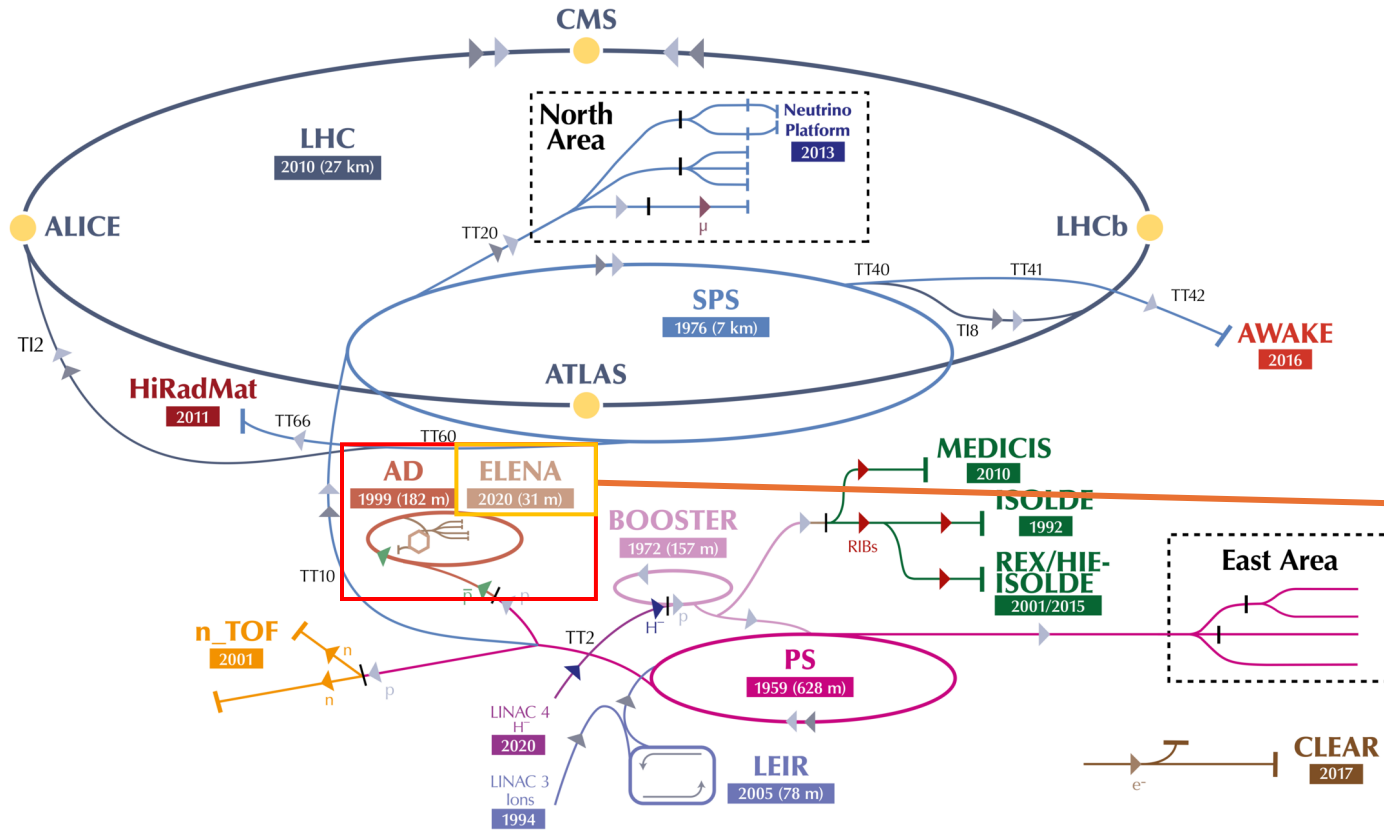 CMS
North
Area
Neutrino
Platform
2013
LHC
2010 (27 km)
ALICE
LHCb
TT20
μ
TT40
TT41
TT42
SPS
1976 (7 km)
TI8
AWAKE
2016
TI2
ATLAS
HiRadMat
2011
TT66
TT60
AD
1999 (182 m)
ELENA
2020 (31 m)
MEDICIS
2010
ISOLDE
1992
RIBs
REX/HIE-
ISOLDE
2001/2015
BOOSTER
1972 (157 m)
East Area
TT10
p̅
p
H⁻
p
TT2
n_TOF
2001
n
n
p
PS
1959 (628 m)
LINAC 4
H⁻
2020
LINAC 3
Ions
1994
LEIR
2005 (78 m)
CLEAR
2017
e⁻